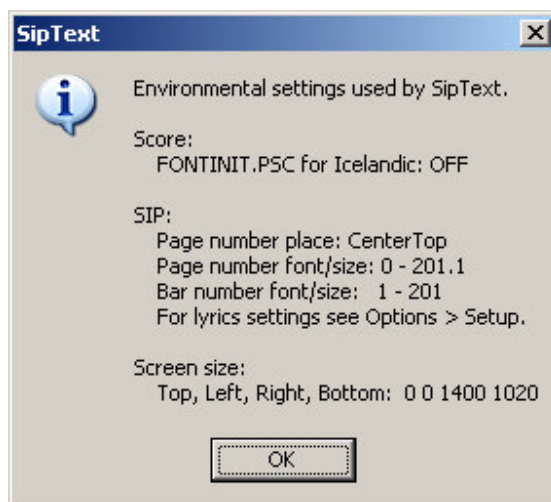 SipText
Environmental settings used by SipText.
Score:
FONTINIT.PSC for Icelandic: OFF
SIP:
Page number place: CenterTop
Page number font/size: 0 - 201.1
Bar number font/size: 1 - 201
For lyrics settings see Options > Setup.
Screen size:
Top, Left, Right, Bottom: 0 0 1400 1020
OK